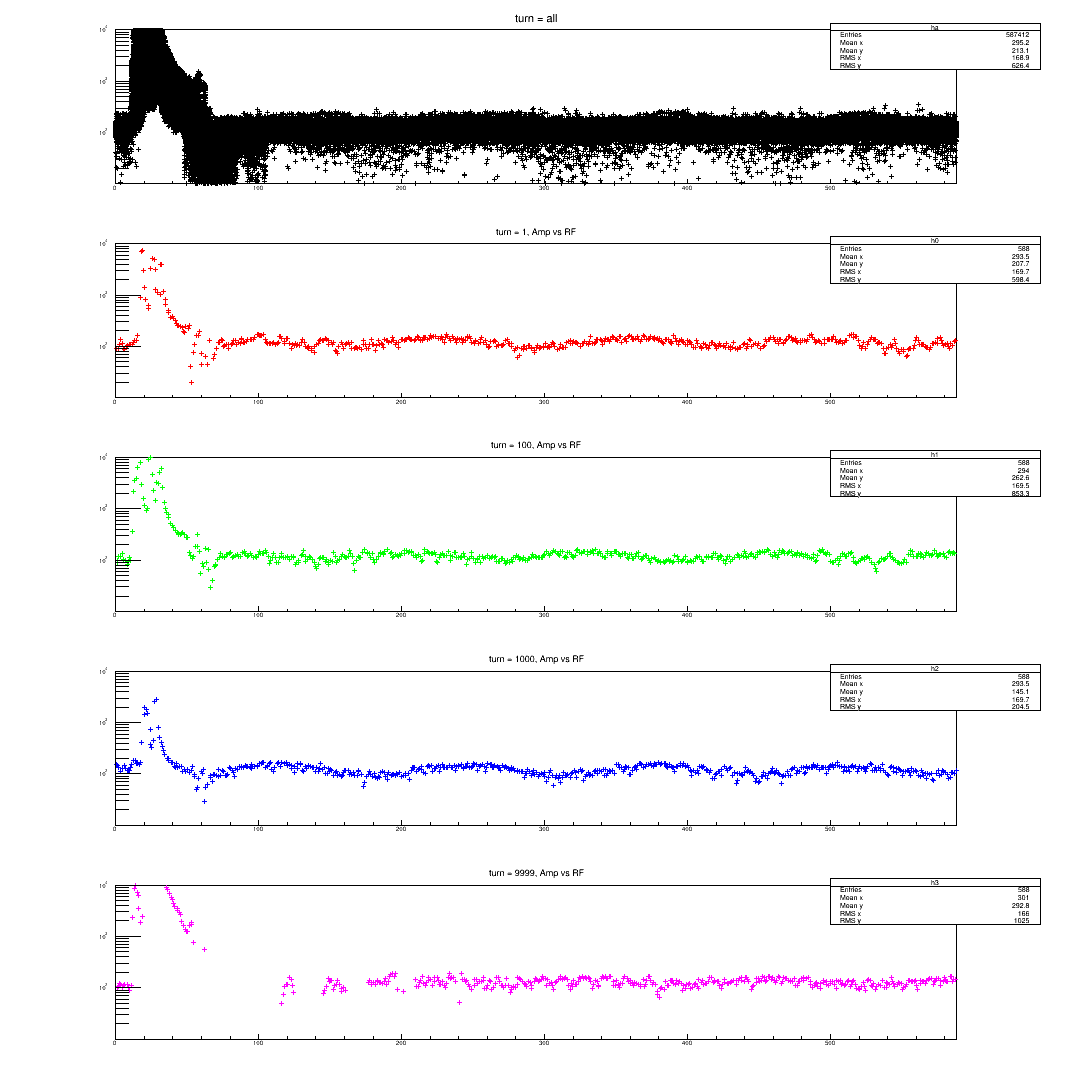 turn = all
ha
Entries 587412
Mean x 295.2
Mean y 213.1
RMS x 168.9
RMS y 626.4
0 100 200 300 400 500
turn = 1, Amp vs RF
h0
Entries 588
Mean x 293.5
Mean y 207.7
RMS x 169.7
RMS y 598.4
0 100 200 300 400 500
turn = 100, Amp vs RF
h1
Entries 588
Mean x 294
Mean y 262.6
RMS x 169.5
RMS y 853.3
0 100 200 300 400 500
turn = 1000, Amp vs RF
h2
Entries 588
Mean x 293.5
Mean y 145.1
RMS x 169.7
RMS y 204.5
0 100 200 300 400 500
turn = 9999, Amp vs RF
h3
Entries 588
Mean x 301
Mean y 292.8
RMS x 166
RMS y 1025
0 100 200 300 400 500